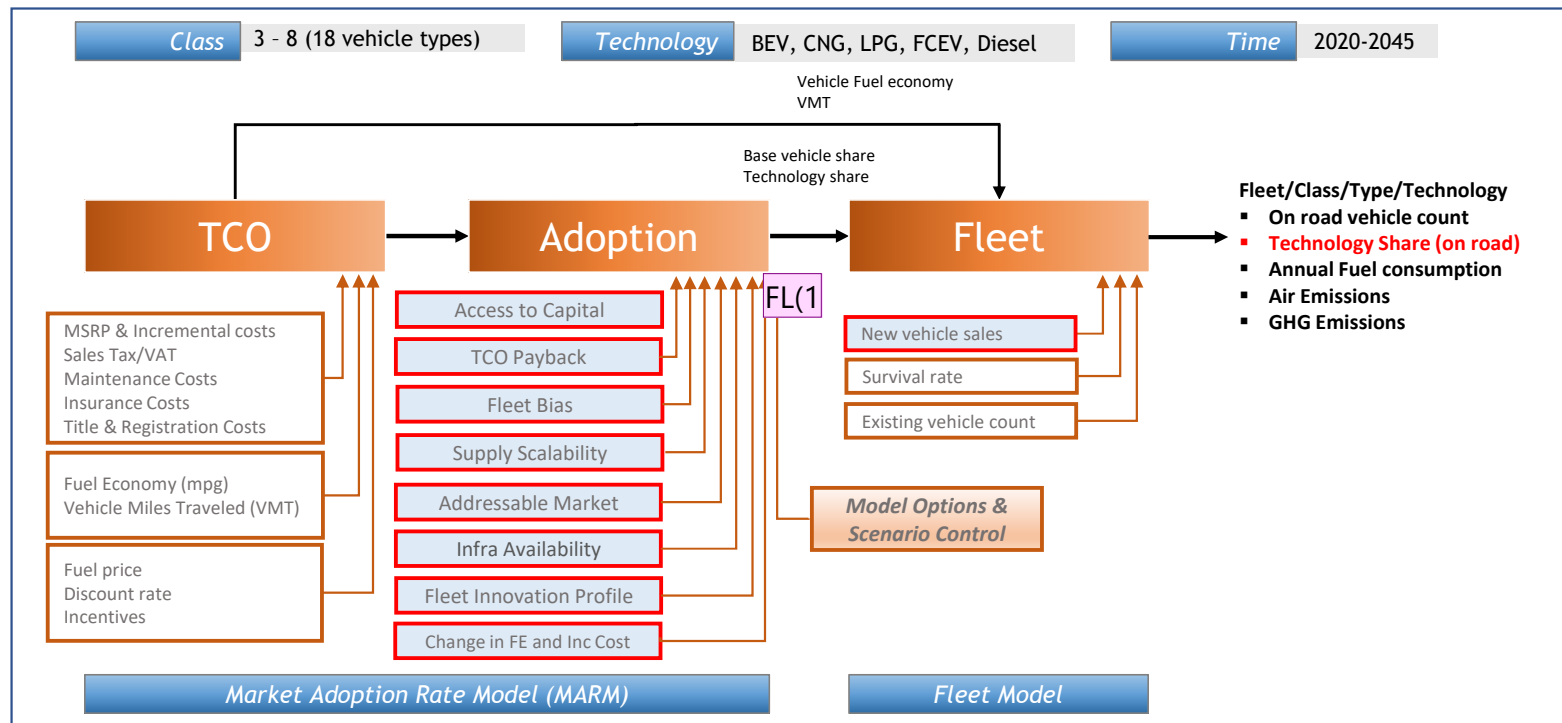 Class
3 - 8 (18 vehicle types)
Technology
BEV, CNG, LPG, FCEV, Diesel
Time
2020-2045
Vehicle Fuel economy
VMT
Base vehicle share
Technology share
TCO
Adoption
Fleet
Fleet/Class/Type/Technology
▪ On road vehicle count
▪ Technology Share (on road)
▪ Annual Fuel consumption
▪ Air Emissions
▪ GHG Emissions
FL(1
MSRP & Incremental costs
Sales Tax/VAT
Maintenance Costs
Insurance Costs
Title & Registration Costs
Fuel Economy (mpg)
Vehicle Miles Traveled (VMT)
Fuel price
Discount rate
Incentives
Access to Capital
TCO Payback
Fleet Bias
Supply Scalability
Addressable Market
Infra Availability
Fleet Innovation Profile
Change in FE and Inc Cost
New vehicle sales
Survival rate
Existing vehicle count
Model Options &
Scenario Control
Market Adoption Rate Model (MARM)
Fleet Model